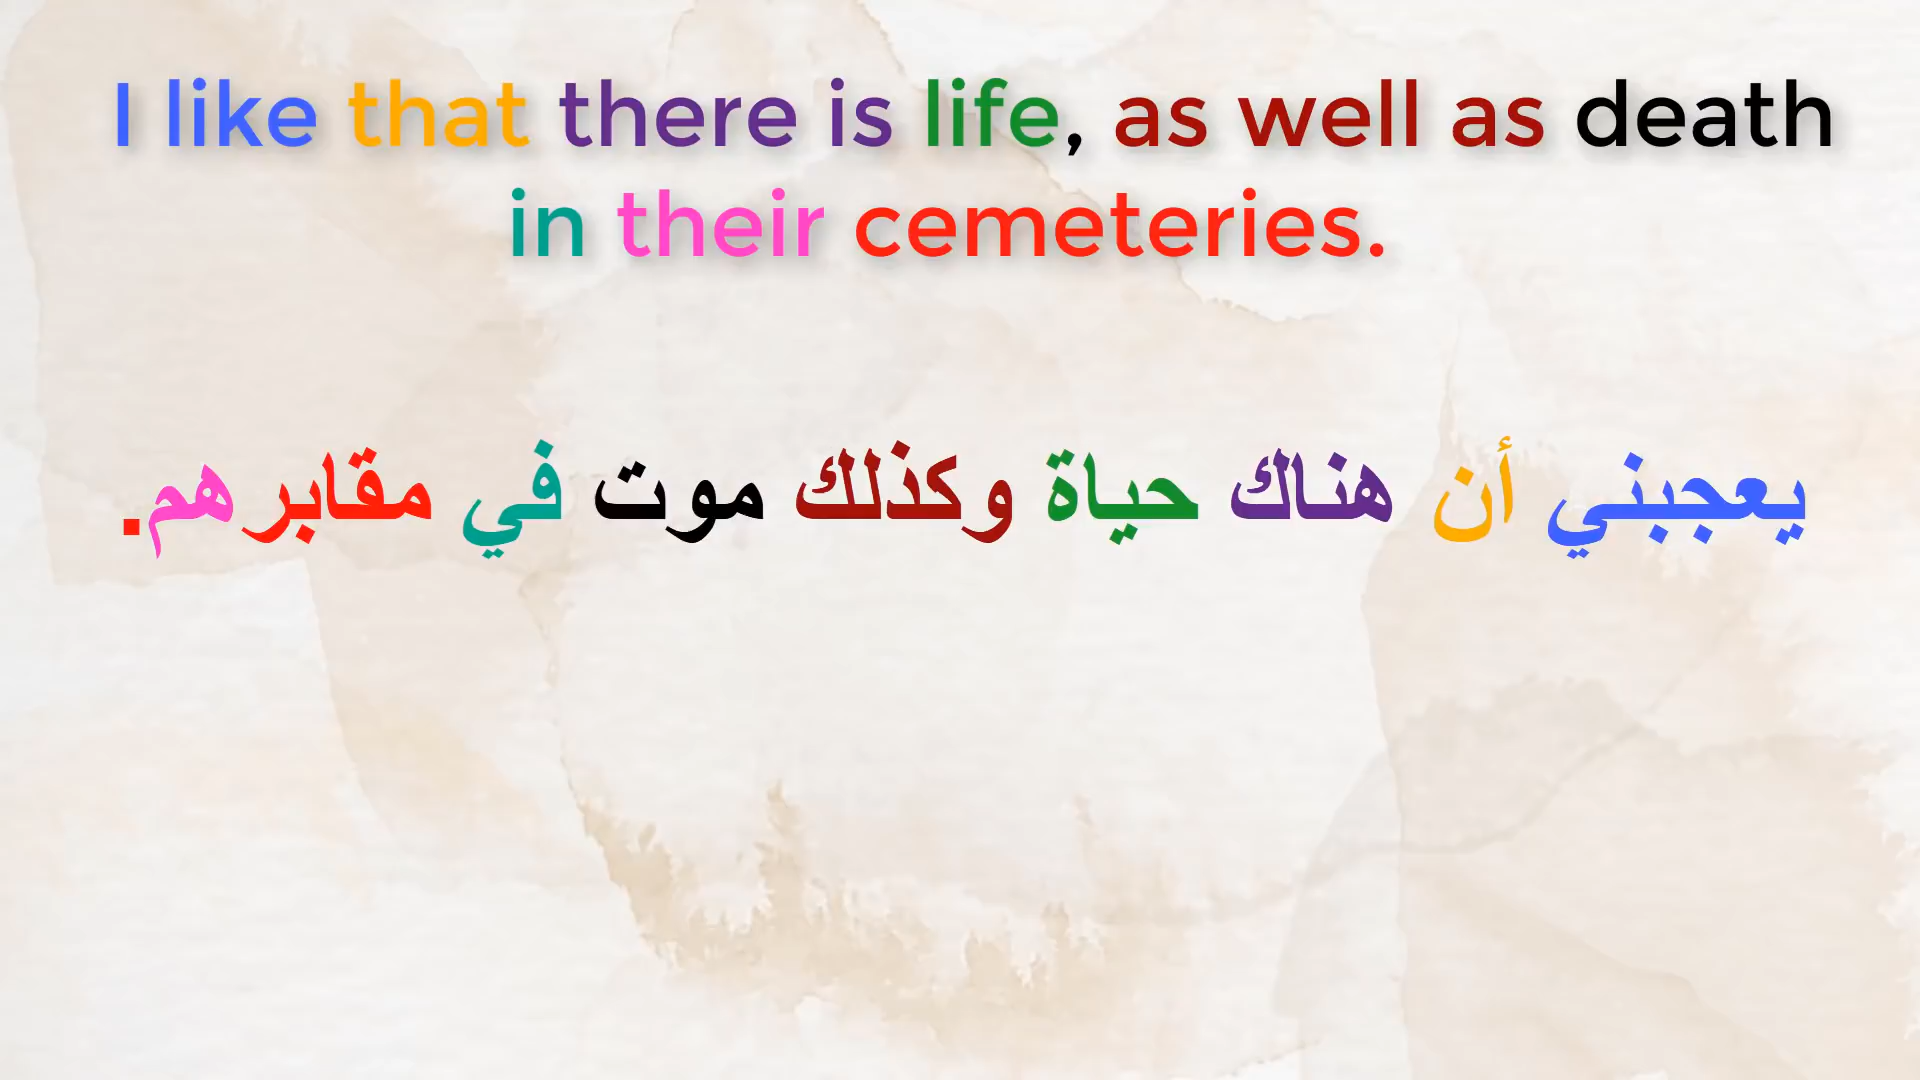 I like that there is life, as well as death
in their cemeteries.
يعجبني أن هناك حياة وكذلك موت في مقابرهم.